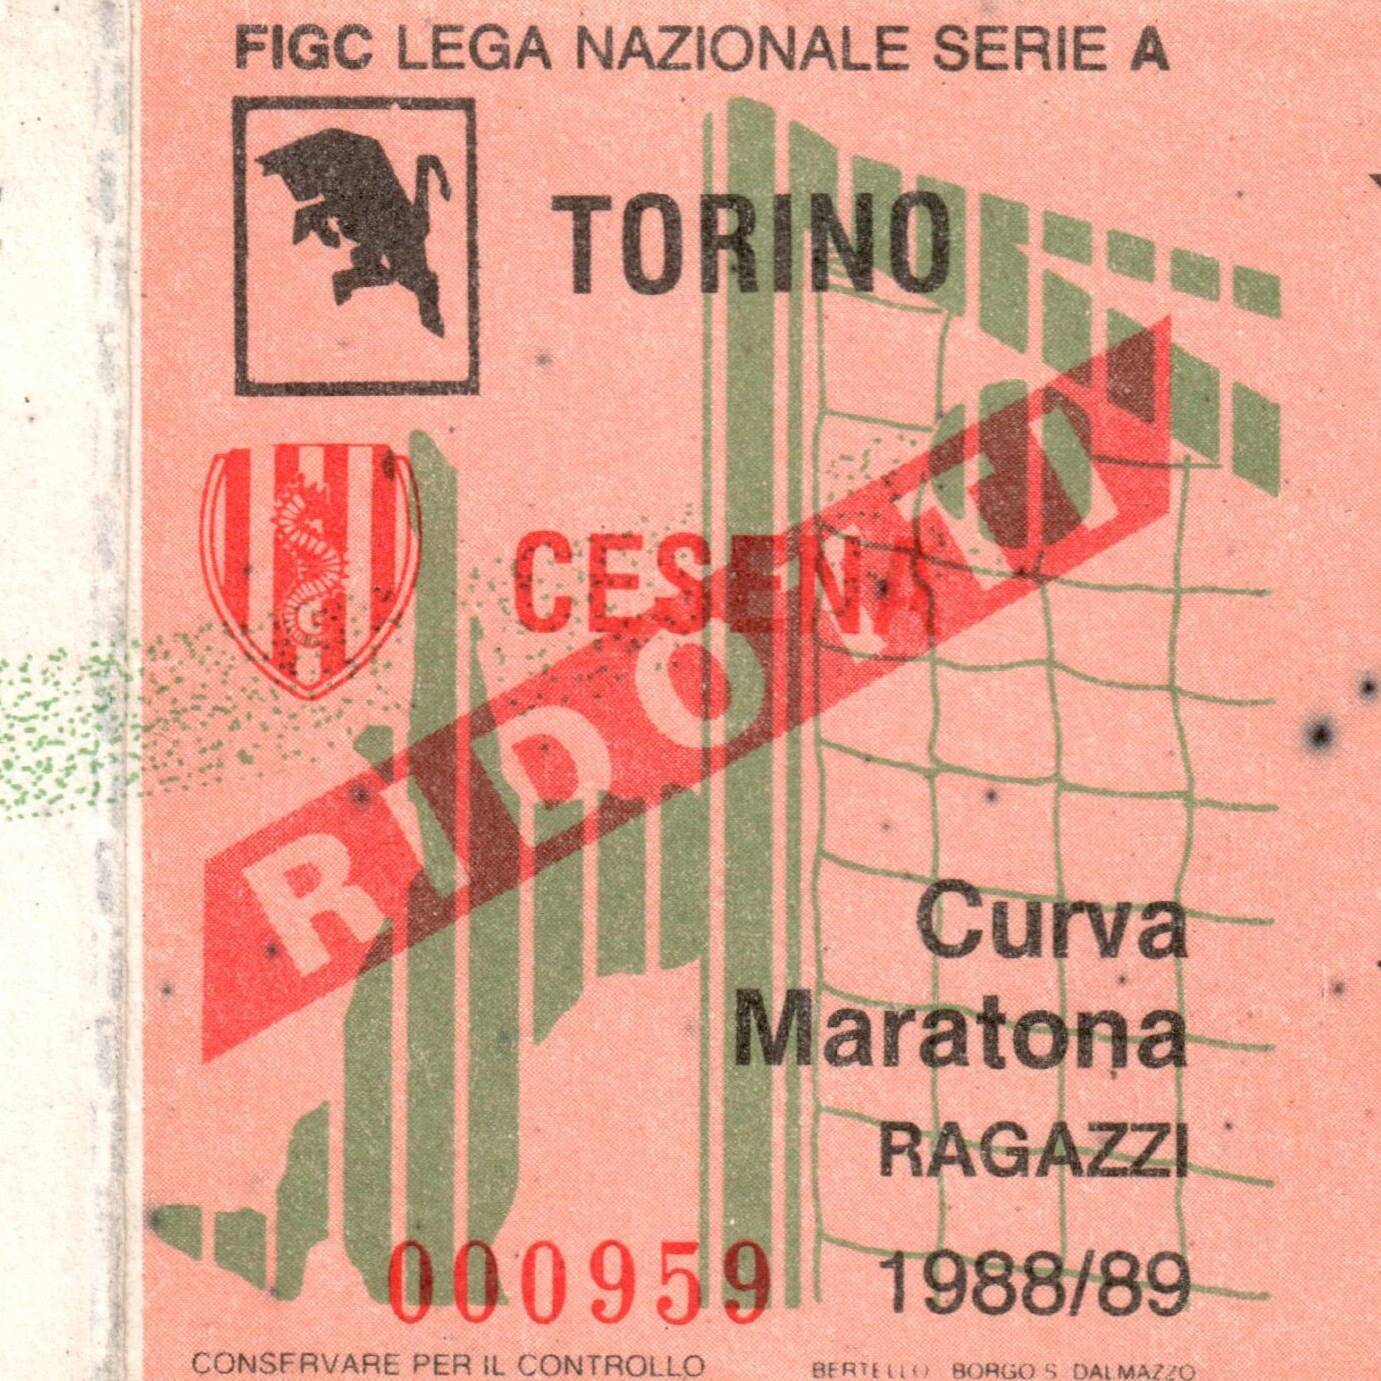 FIGC LEGA NAZIONALE SERIE A
TORINO
CESENA
G
RIDOTTI
Curva
Maratona
RAGAZZI
000959
1988/89
CONSERVARE PER IL CONTROLLO
BERTELLO BORGO S. DALMAZZO